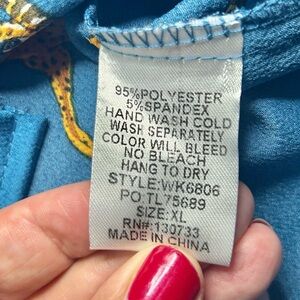 95%POLYESTER
5%SPANDEX
HAND WASH COLD
WASH SEPARATELY
COLOR WILL BLEED
NO BLEACH
HANG TO DRY
STYLE:WK6806
PO.TL75689
SIZE:XL
RN#:130733
MADE IN CHINA